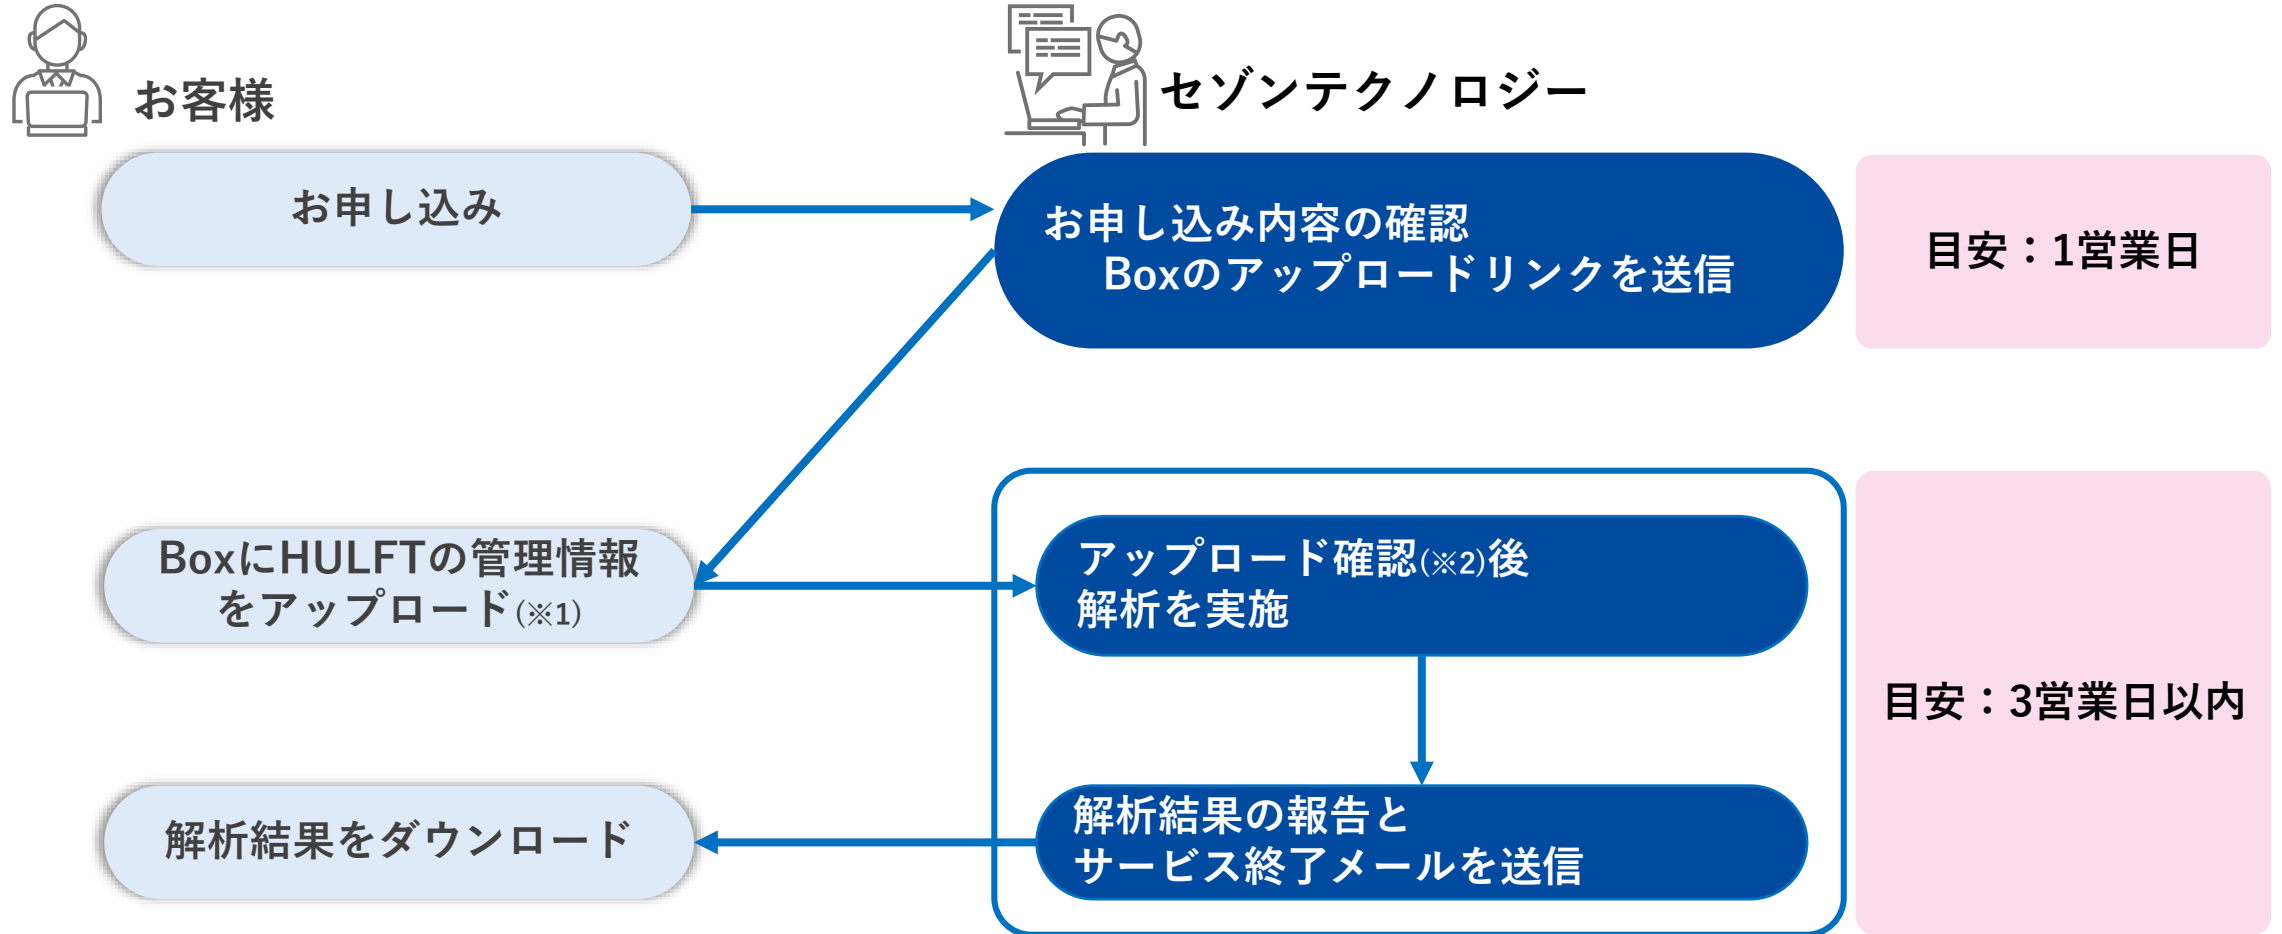 お客様
セゾンテクノロジー
お申し込み
お申し込み内容の確認
Boxのアップロードリンクを送信
目安：1営業日
BoxにHULFTの管理情報
をアップロード(※1)
アップロード確認(※2)後
解析を実施
目安：3営業日以内
解析結果をダウンロード
解析結果の報告と
サービス終了メールを送信